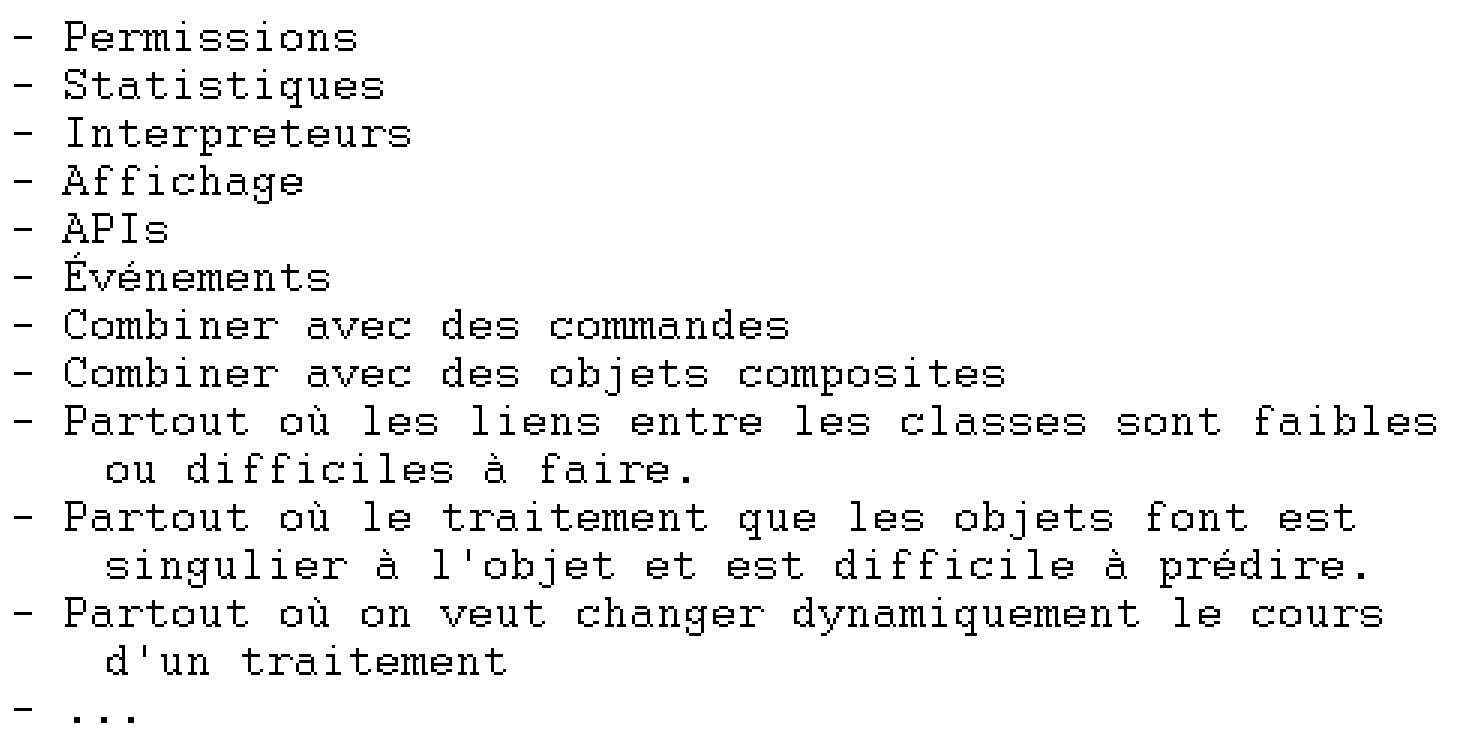 - Permissions
- Statistiques
- Interpreteurs
- Affichage
- APIs
- Événements
- Combiner avec des commandes
- Combiner avec des objets composites
- Partout où les liens entre les classes sont faibles
ou difficiles à faire.
- Partout où le traitement que les objets font est
singulier à l'objet et est difficile à prédire.
- Partout où on veut changer dynamiquement le cours
d'un traitement
- ...